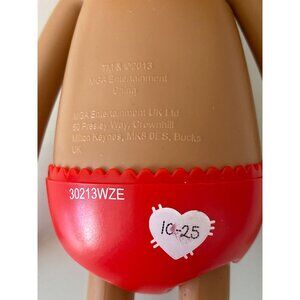 TM & ©2013
MGA Entertainment
China
MGA Entertainment UK Ltd
50 Presley Way, Crownhill
Milton Keynes, MK8 0ES, Bucks
UK
30213WZE
10-25